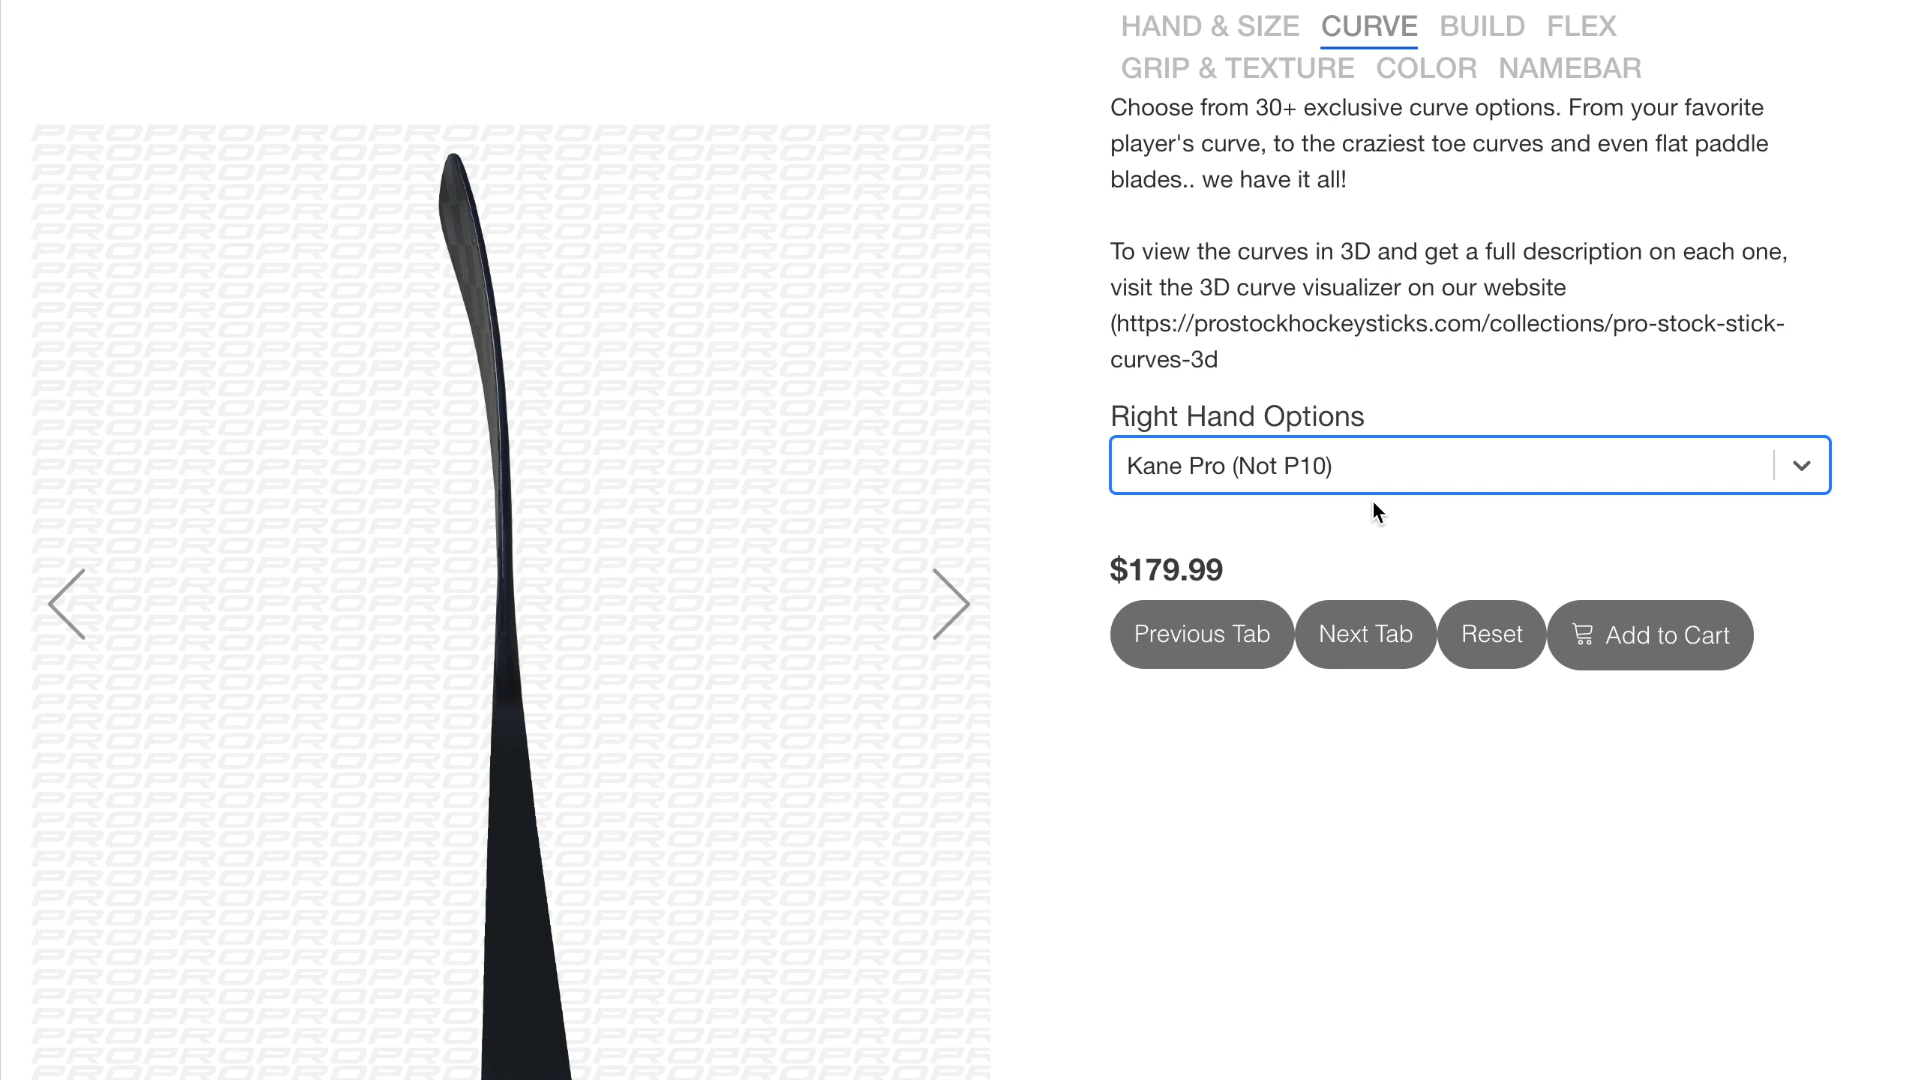 HAND & SIZE CURVE BUILD FLEX
GRIP & TEXTURE COLOR NAMEBAR
Choose from 30+ exclusive curve options. From your favorite
player's curve, to the craziest toe curves and even flat paddle
blades.. we have it all!
To view the curves in 3D and get a full description on each one,
visit the 3D curve visualizer on our website
(https://prostockhockeysticks.com/collections/pro-stock-stick-
curves-3d
Right Hand Options
Kane Pro (Not P10)
$179.99
Previous Tab Next Tab Reset Add to Cart